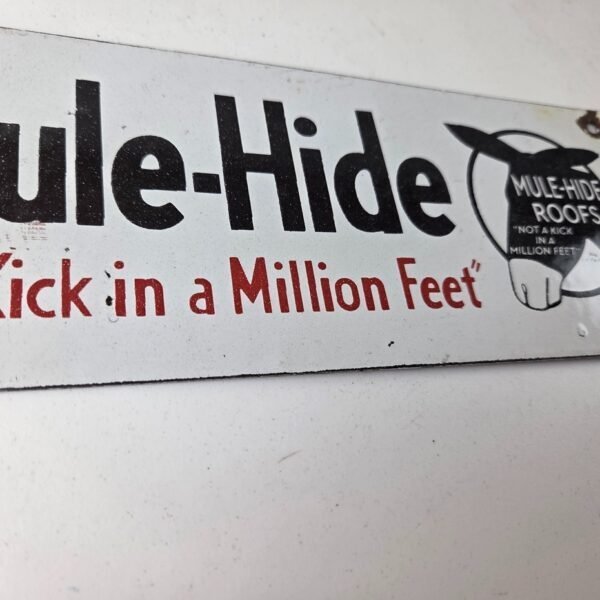 ule-Hide
Kick in a Million Feet"
MULE-HIDE
ROOFS
"NOT A KICK
IN A
MILLION FEET"